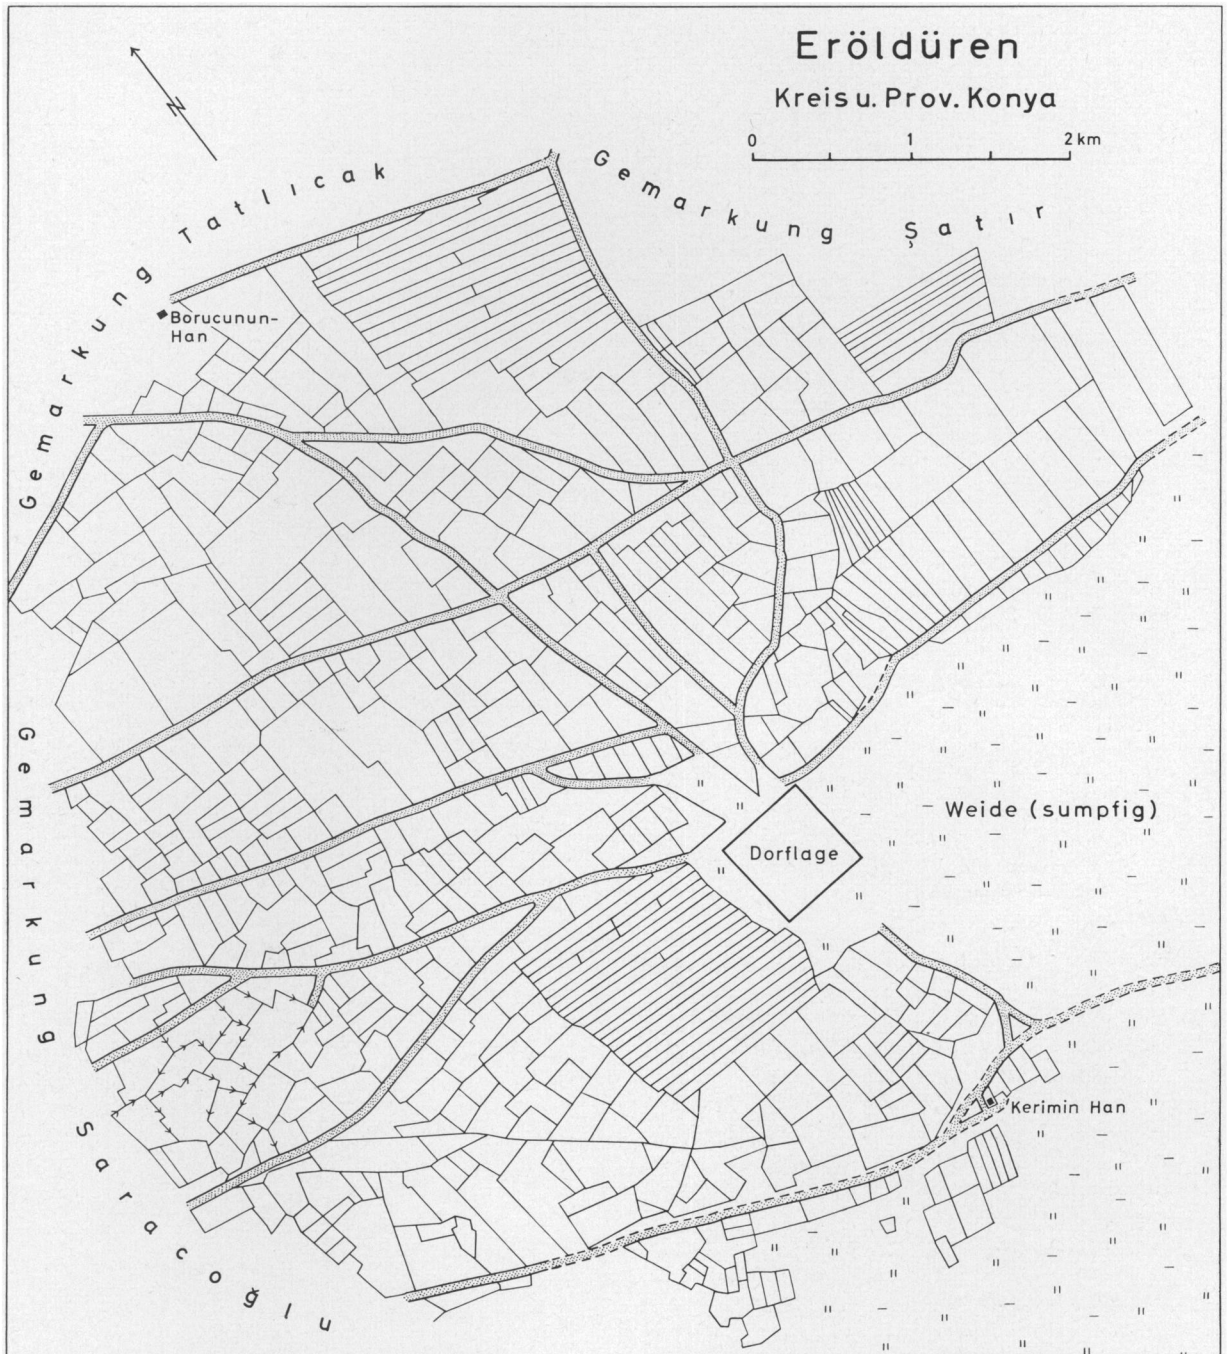 Eröldüren
Kreis u. Prov. Konya
0 1 2 km
N
Gemarkung Tatlıcak
Gemarkung Şatır
Borucunun-
Han
Weide (sumpfig)
Dorflage
Gemarkung Saracoğlu
Kerimin Han